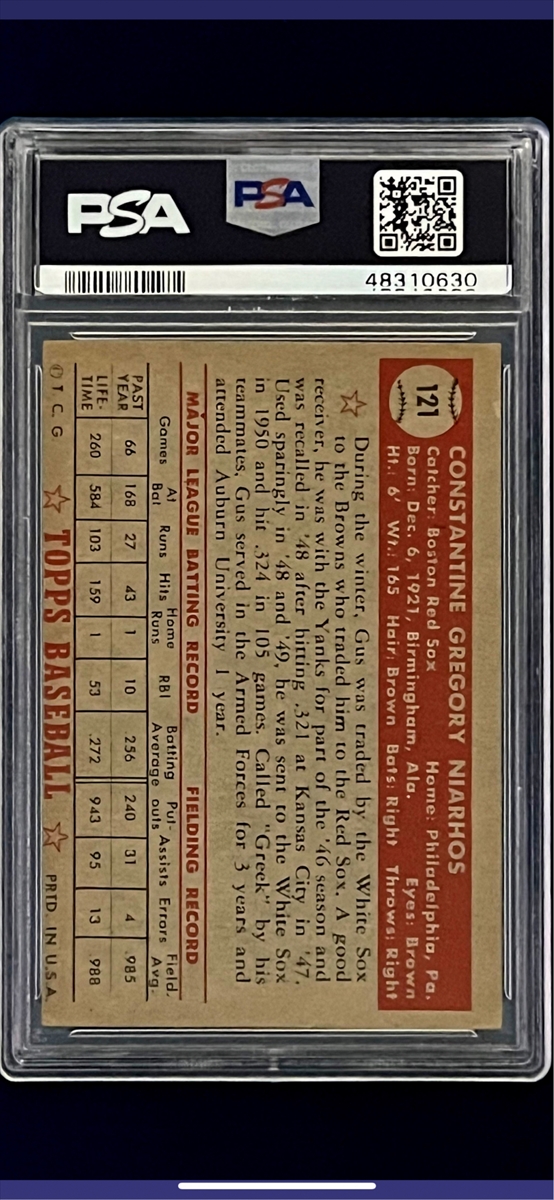 PSA
PSA
48310630
121
CONSTANTINE GREGORY NIARHOS
Catcher: Boston Red Sox Home: Philadelphia, Pa.
Born: Dec. 6, 1921, Birmingham, Ala. Eyes: Brown
Ht.: 6' Wt.: 165 Hair: Brown Bats: Right Throws: Right
During the winter, Gus was traded by the White Sox
to the Browns who traded him to the Red Sox. A good
receiver, he was with the Yanks for part of the '46 season and
was recalled in '48 after hitting .321 at Kansas City in '47.
Used sparingly in '48 and '49, he was sent to the White Sox
in 1950 and hit .324 in 105 games. Called "Greek" by his
teammates, Gus served in the Armed Forces for 3 years and
attended Auburn University 1 year.
MAJOR LEAGUE BATTING RECORD FIELDING RECORD
Games At Bat Runs Hits Home Runs RBI Batting Average Put-outs Assists Errors Field. Avg.
PAST YEAR 66 168 27 43 1 10 .256 240 31 4 .985
LIFE-TIME 260 584 103 159 1 53 .272 943 95 13 .988
© T. C. G TOPPS BASEBALL PRTD. IN U.S.A.